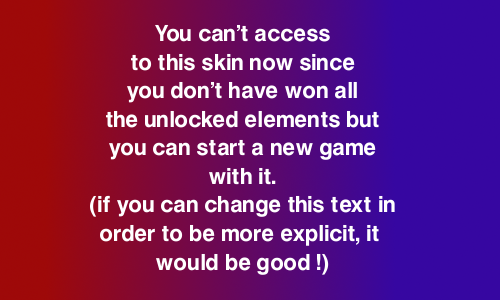 You can’t access
to this skin now since
you don’t have won all
the unlocked elements but
you can start a new game
with it.
(if you can change this text in
order to be more explicit, it
would be good !)